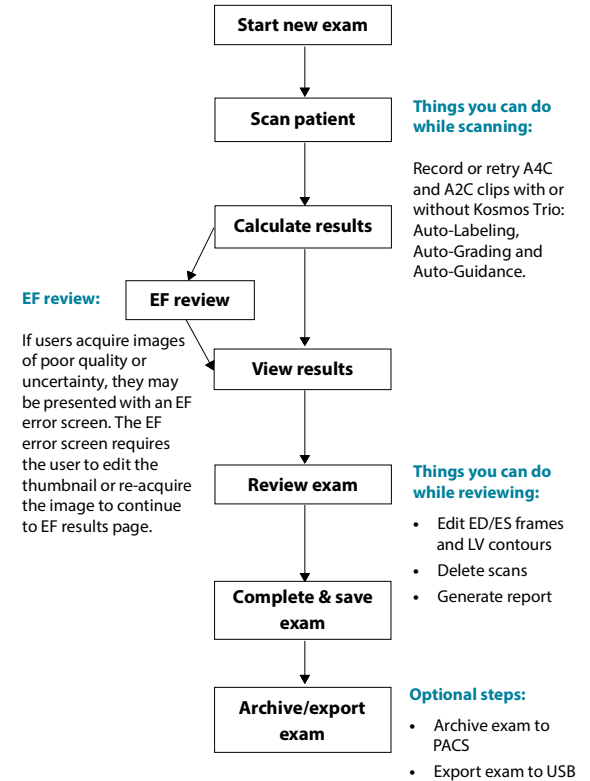 Start new exam
Scan patient
Things you can do
while scanning:
Record or retry A4C
and A2C clips with or
without Kosmos Trio:
Auto-Labeling,
Auto-Grading and
Auto-Guidance.
Calculate results
EF review:
EF review
If users acquire images
of poor quality or
uncertainty, they may
be presented with an EF
error screen. The EF
error screen requires
the user to edit the
thumbnail or re-acquire
the image to continue
to EF results page.
View results
Review exam
Things you can do
while reviewing:
• Edit ED/ES frames
and LV contours
• Delete scans
• Generate report
Complete & save
exam
Archive/export
exam
Optional steps:
• Archive exam to
PACS
• Export exam to USB